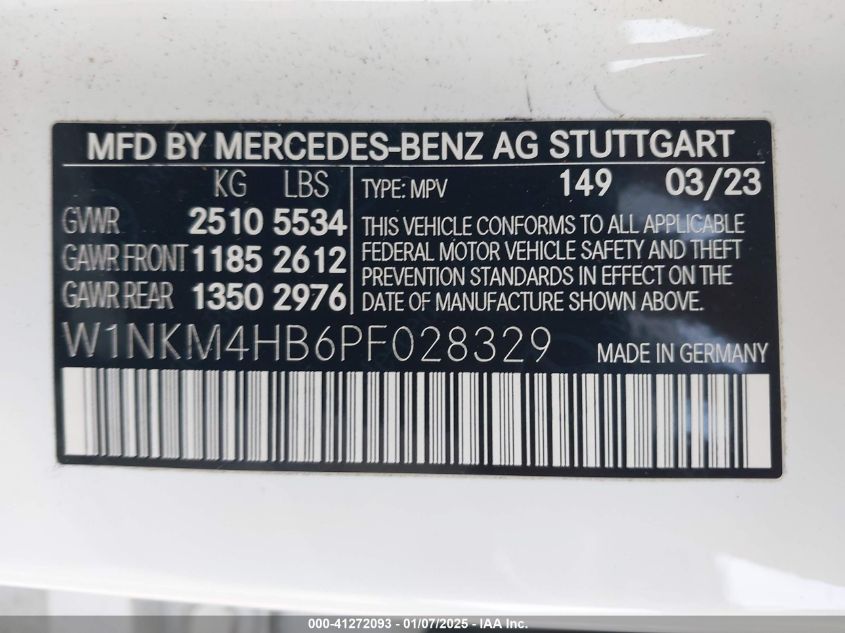 MFD BY MERCEDES-BENZ AG STUTTGART
KG LBS
GVWR 2510 5534
GAWR FRONT 1185 2612
GAWR REAR 1350 2976
TYPE: MPV 149 03/23
THIS VEHICLE CONFORMS TO ALL APPLICABLE
FEDERAL MOTOR VEHICLE SAFETY AND THEFT
PREVENTION STANDARDS IN EFFECT ON THE
DATE OF MANUFACTURE SHOWN ABOVE.
W1NKM4HB6PF028329 MADE IN GERMANY
000-41272093 - 01/07/2025 - IAA Inc.